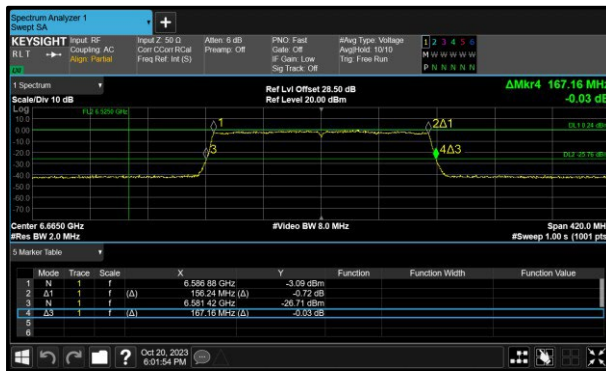 Spectrum Analyzer 1
Swept SA
+
KEYSIGHT
RLT
Input: RF
Coupling: AC
Align: Partial
Input Z: 50 Ω
Corr CCorr RCal
Freq Ref: Int (S)
Atten: 6 dB
Preamp: Off
PNO: Fast
Gate: Off
IF Gain: Low
Sig Track: Off
#Avg Type: Voltage
Avg|Hold: 10/10
Trig: Free Run
1 2 3 4 5 6
M W W W W W
P N N N N N
1 Spectrum
Scale/Div 10 dB
Ref Lvl Offset 28.50 dB
Ref Level 20.00 dBm
ΔMkr4 167.16 MHz
-0.03 dB
Log
10.0
0.00
-10.0
-20.0
-30.0
-40.0
-50.0
-60.0
-70.0
1
2Δ1
3
4Δ3
Center 6.6650 GHz
#Res BW 2.0 MHz
#Video BW 8.0 MHz
Span 420.0 MHz
#Sweep 1.00 s (1001 pts
5 Marker Table
Mode Trace Scale X Y Function Function Width Function Value
1 N 1 f 6.586 88 GHz -3.09 dBm
2 Δ1 1 f (Δ) 156.24 MHz (Δ) -0.72 dB
3 N 1 f 6.581 42 GHz -26.71 dBm
4 Δ3 1 f (Δ) 167.16 MHz (Δ) -0.03 dB
5
6
?
Oct 20, 2023
6:01:54 PM